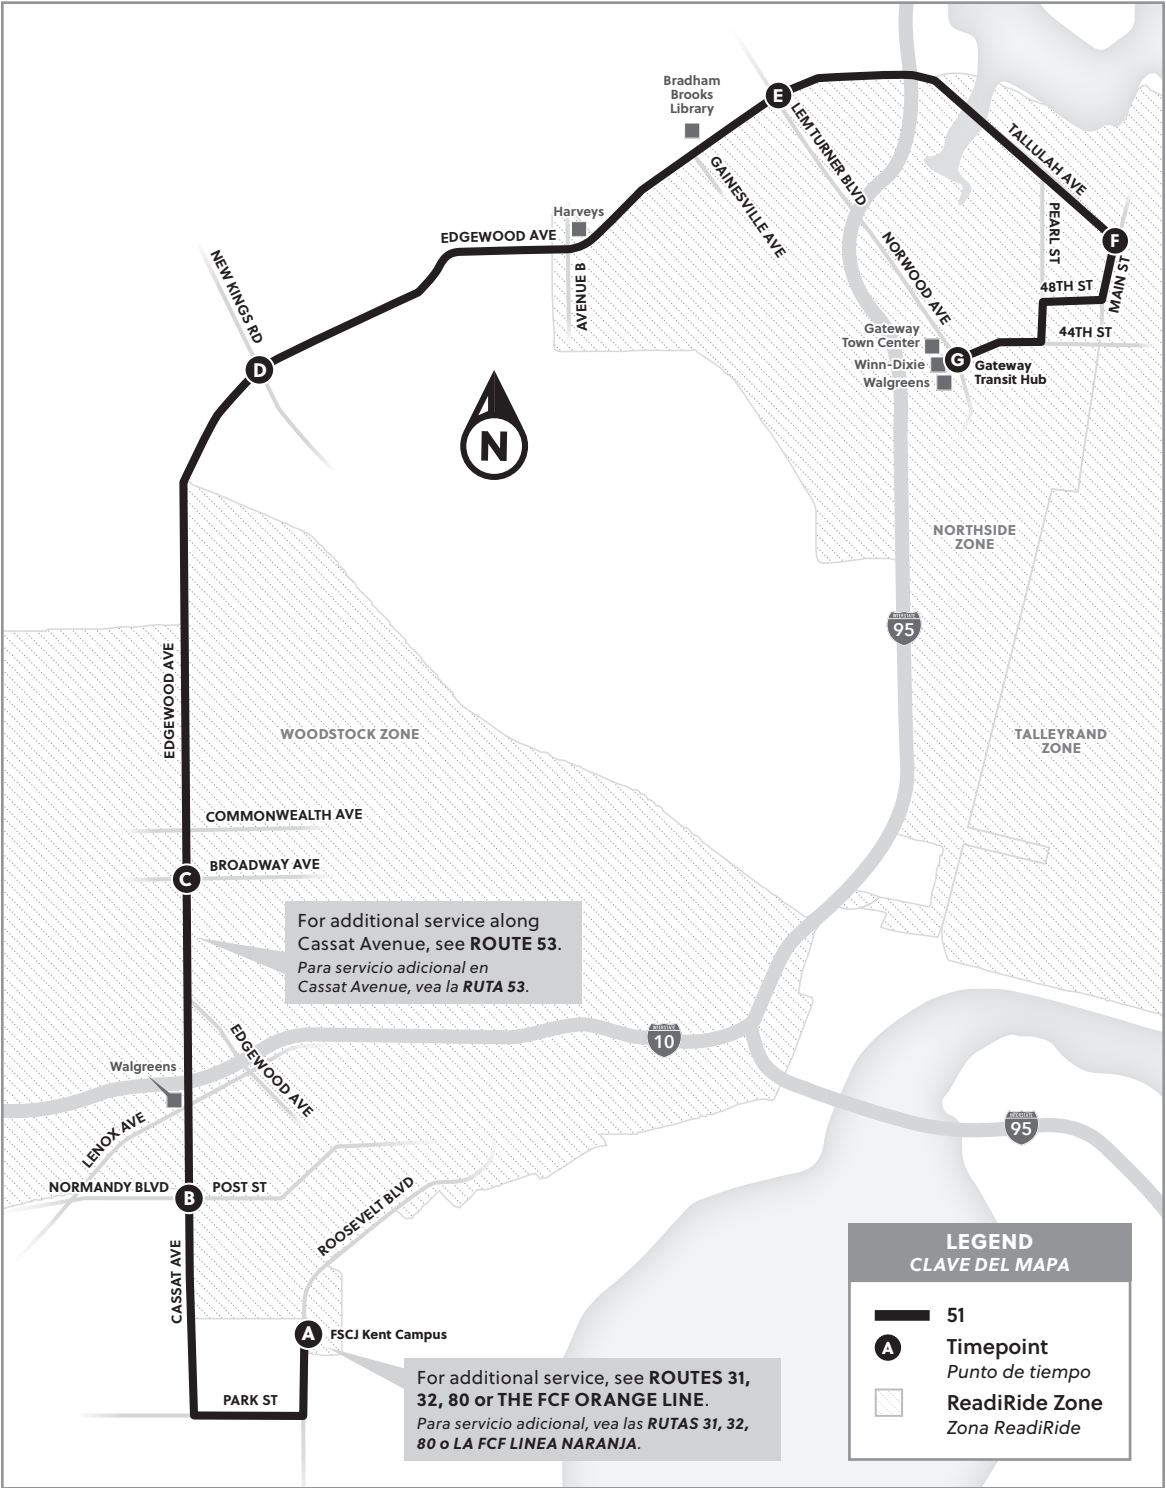 Bradham
Brooks
Library
E
LEM TURNER BLVD
TALLULAH AVE
GAINESVILLE AVE
PEARL ST
Harveys
EDGEWOOD AVE
F
NEW KINGS RD
AVENUE B
NORWOOD AVE
MAIN ST
48TH ST
44TH ST
Gateway
Town Center
Winn-Dixie
Walgreens
G
Gateway
Transit Hub
D
N
NORTHSIDE
ZONE
INTERSTATE
95
EDGEWOOD AVE
WOODSTOCK ZONE
TALLEYRAND
ZONE
COMMONWEALTH AVE
C
BROADWAY AVE
For additional service along
Cassat Avenue, see ROUTE 53.
Para servicio adicional en
Cassat Avenue, vea la RUTA 53.
EDGEWOOD AVE
INTERSTATE
10
Walgreens
LENOX AVE
INTERSTATE
95
NORMANDY BLVD
B
POST ST
ROOSEVELT BLVD
CASSAT AVE
A
FSCJ Kent Campus
PARK ST
For additional service, see ROUTES 31,
32, 80 or THE FCF ORANGE LINE.
Para servicio adicional, vea las RUTAS 31, 32,
80 o LA FCF LINEA NARANJA.
LEGEND
CLAVE DEL MAPA
51
A
Timepoint
Punto de tiempo
ReadiRide Zone
Zona ReadiRide